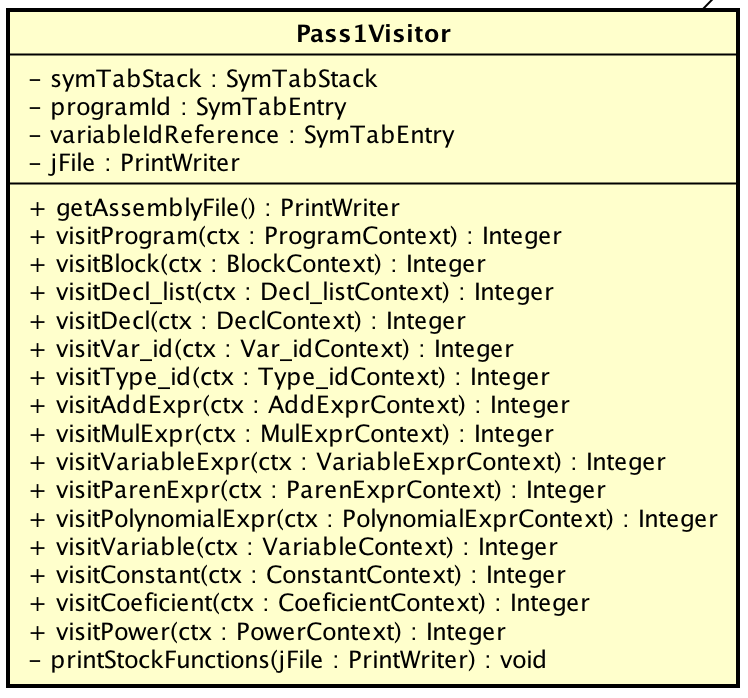 Pass1Visitor
- symTabStack : SymTabStack
- programId : SymTabEntry
- variableIdReference : SymTabEntry
- jFile : PrintWriter
+ getAssemblyFile() : PrintWriter
+ visitProgram(ctx : ProgramContext) : Integer
+ visitBlock(ctx : BlockContext) : Integer
+ visitDecl_list(ctx : Decl_listContext) : Integer
+ visitDecl(ctx : DeclContext) : Integer
+ visitVar_id(ctx : Var_idContext) : Integer
+ visitType_id(ctx : Type_idContext) : Integer
+ visitAddExpr(ctx : AddExprContext) : Integer
+ visitMulExpr(ctx : MulExprContext) : Integer
+ visitVariableExpr(ctx : VariableExprContext) : Integer
+ visitParenExpr(ctx : ParenExprContext) : Integer
+ visitPolynomialExpr(ctx : PolynomialExprContext) : Integer
+ visitVariable(ctx : VariableContext) : Integer
+ visitConstant(ctx : ConstantContext) : Integer
+ visitCoeficient(ctx : CoeficientContext) : Integer
+ visitPower(ctx : PowerContext) : Integer
- printStockFunctions(jFile : PrintWriter) : void